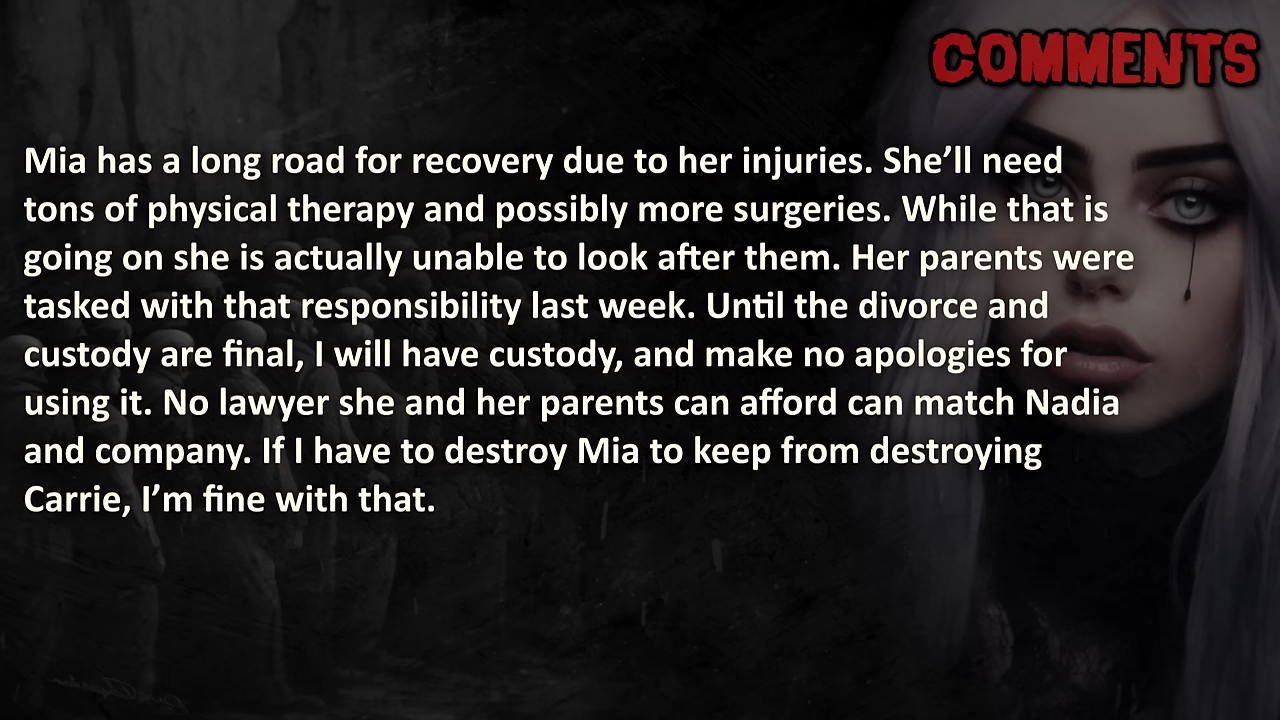 COMMENTS
Mia has a long road for recovery due to her injuries. She’ll need
tons of physical therapy and possibly more surgeries. While that is
going on she is actually unable to look after them. Her parents were
tasked with that responsibility last week. Until the divorce and
custody are final, I will have custody, and make no apologies for
using it. No lawyer she and her parents can afford can match Nadia
and company. If I have to destroy Mia to keep from destroying
Carrie, I’m fine with that.